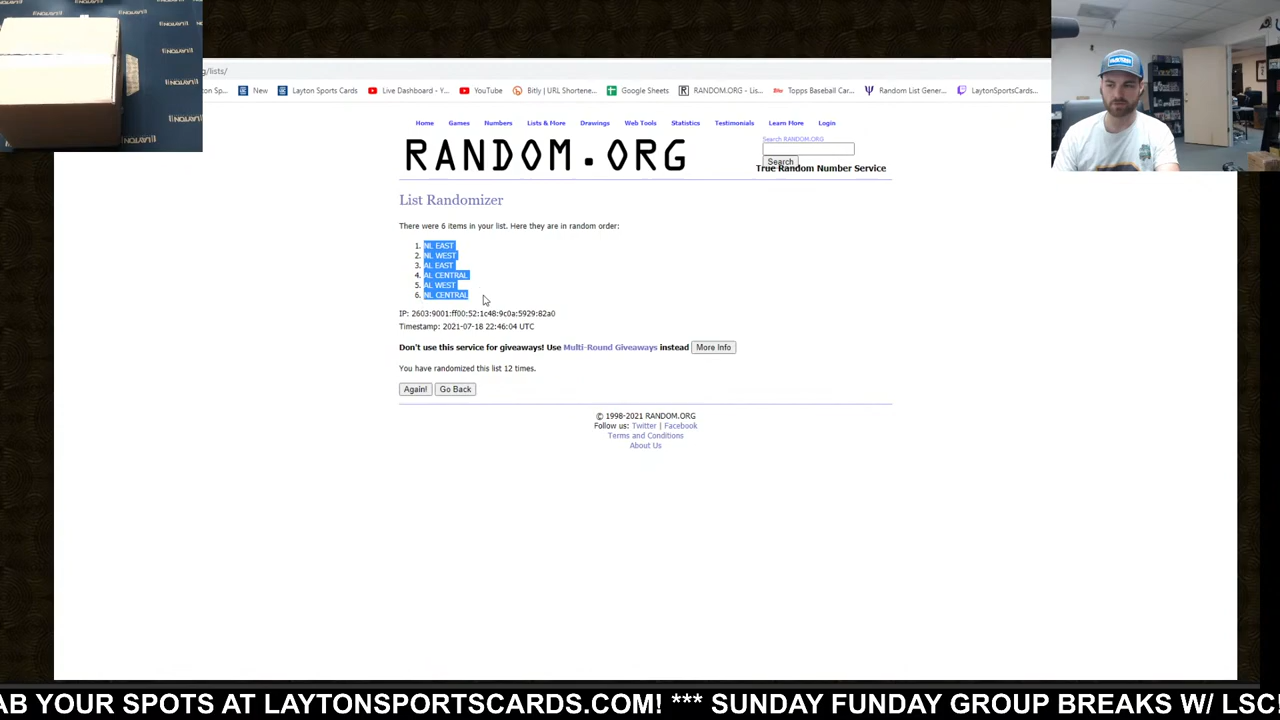 g/lists/
on Sp... New Layton Sports Cards Live Dashboard - Y... YouTube Bitly | URL Shortene... Google Sheets RANDOM.ORG - Lis... Topps Baseball Car... Random List Gener... LaytonSportsCards...
Home Games Numbers Lists & More Drawings Web Tools Statistics Testimonials Learn More Login
Search RANDOM.ORG
RANDOM.ORG
Search
True Random Number Service
List Randomizer
There were 6 items in your list. Here they are in random order:
1. NL EAST
2. NL WEST
3. AL EAST
4. AL CENTRAL
5. AL WEST
6. NL CENTRAL
IP: 2603:9001:ff00:52:1c48:9c0a:5929:82a0
Timestamp: 2021-07-18 22:46:04 UTC
Don't use this service for giveaways! Use Multi-Round Giveaways instead More Info
You have randomized this list 12 times.
Again! Go Back
© 1998-2021 RANDOM.ORG
Follow us: Twitter | Facebook
Terms and Conditions
About Us
AB YOUR SPOTS AT LAYTONSPORTSCARDS.COM! *** SUNDAY FUNDAY GROUP BREAKS W/ LSC!